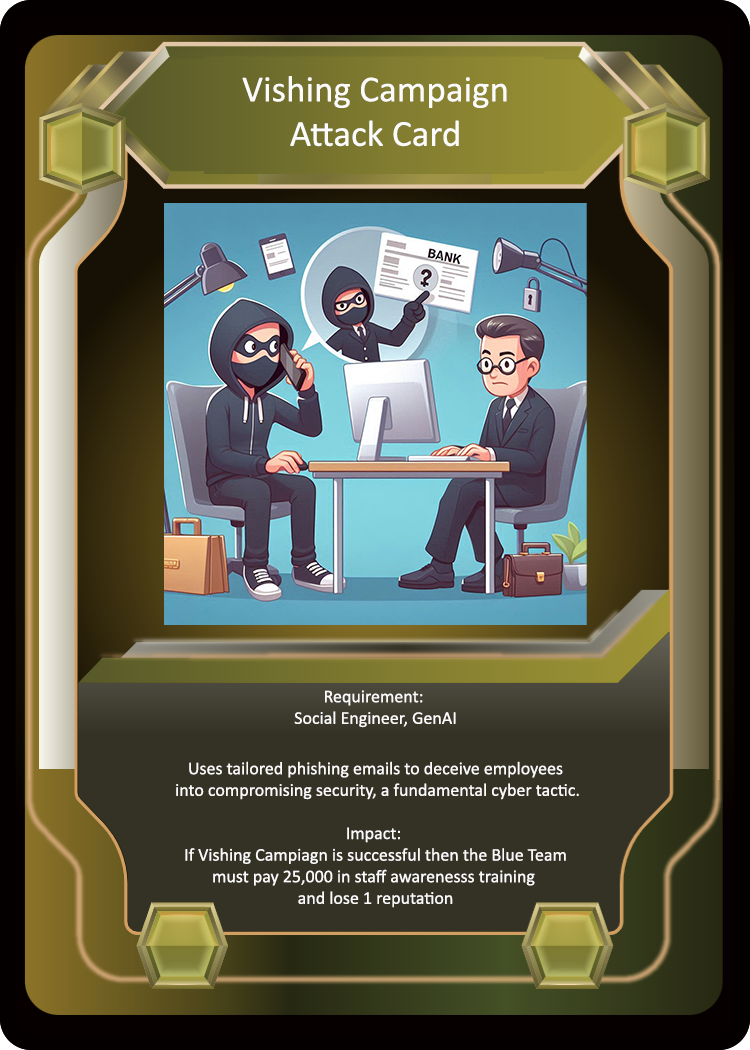 Vishing Campaign
Attack Card
BANK
?
Requirement:
Social Engineer, GenAI
Uses tailored phishing emails to deceive employees
into compromising security, a fundamental cyber tactic.
Impact:
If Vishing Campiagn is successful then the Blue Team
must pay 25,000 in staff awarenesss training
and lose 1 reputation